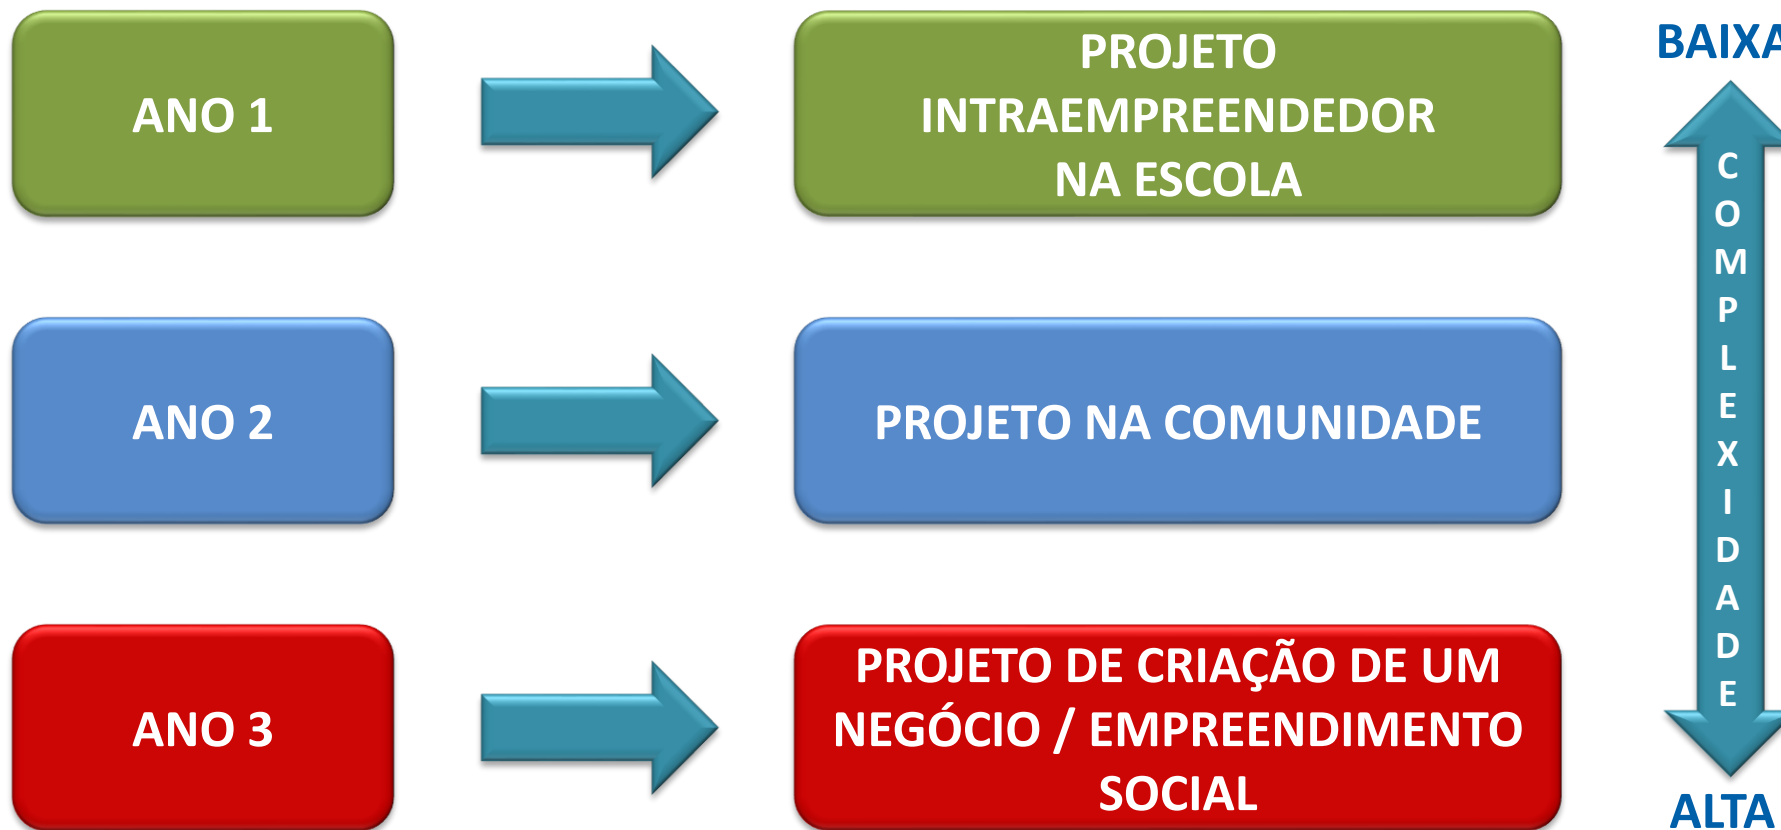 ANO 1
PROJETO
INTRAEMPREENDEDOR
NA ESCOLA
ANO 2
PROJETO NA COMUNIDADE
ANO 3
PROJETO DE CRIAÇÃO DE UM
NEGÓCIO / EMPREENDIMENTO
SOCIAL
BAIXA
COMPLEXIDADE
ALTA